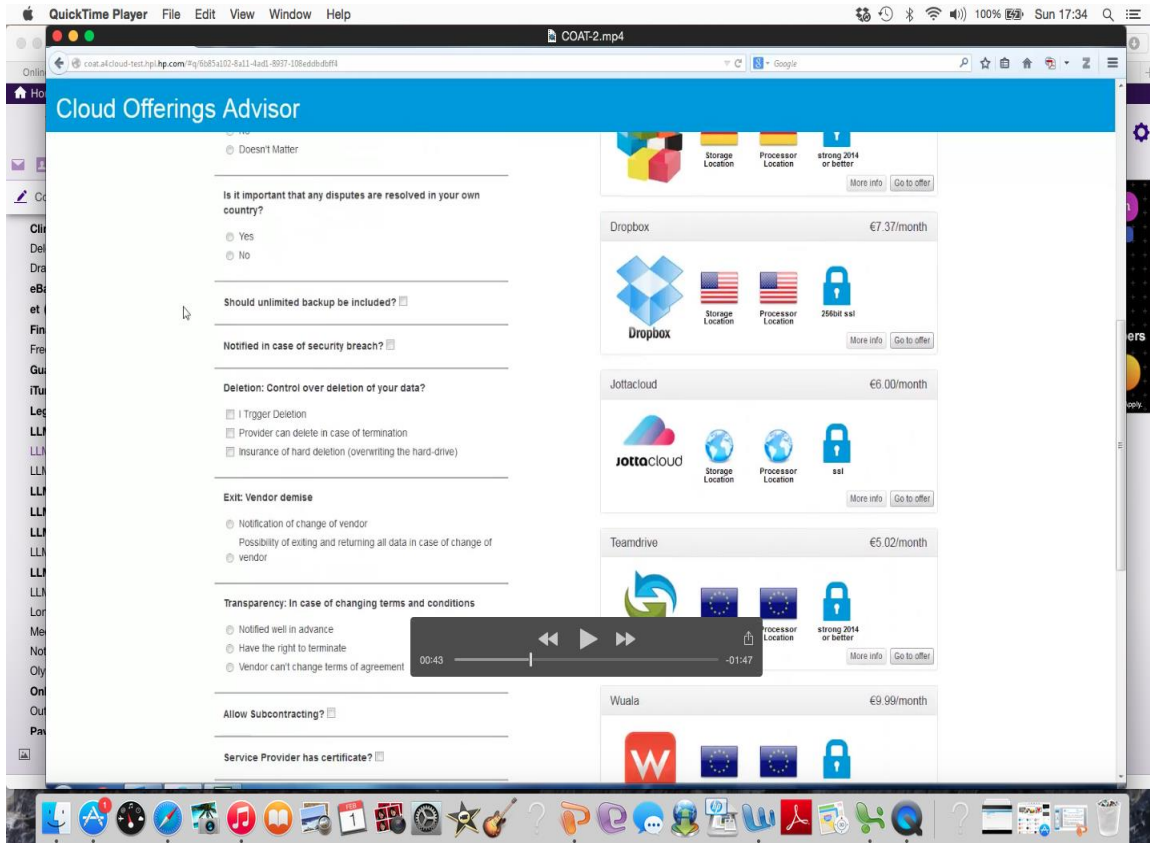 QuickTime Player File Edit View Window Help
100% Sun 17:34
COAT-2.mp4
coat.a4cloud-test.hpl.hp.com/#q/6b85a102-8a11-4ad1-8937-108eddbdbff4
Google
Cloud Offerings Advisor
No
Doesn't Matter
Is it important that any disputes are resolved in your own
country?
Yes
No
Should unlimited backup be included?
Notified in case of security breach?
Deletion: Control over deletion of your data?
I Trgger Deletion
Provider can delete in case of termination
Insurance of hard deletion (overwriting the hard-drive)
Exit: Vendor demise
Notification of change of vendor
Possibility of exiting and returning all data in case of change of
vendor
Transparency: In case of changing terms and conditions
Notified well in advance
Have the right to terminate
Vendor can't change terms of agreement
Allow Subcontracting?
Service Provider has certificate?
Storage Location
Processor Location
strong 2014 or better
More info Go to offer
Dropbox €7.37/month
Dropbox
Storage Location
Processor Location
256bit ssl
More info Go to offer
Jottacloud €6.00/month
Jottacloud
Storage Location
Processor Location
ssl
More info Go to offer
Teamdrive €5.02/month
Processor Location
strong 2014 or better
More info Go to offer
Wuala €9.99/month
W
00:43 -01:47
FEB
1